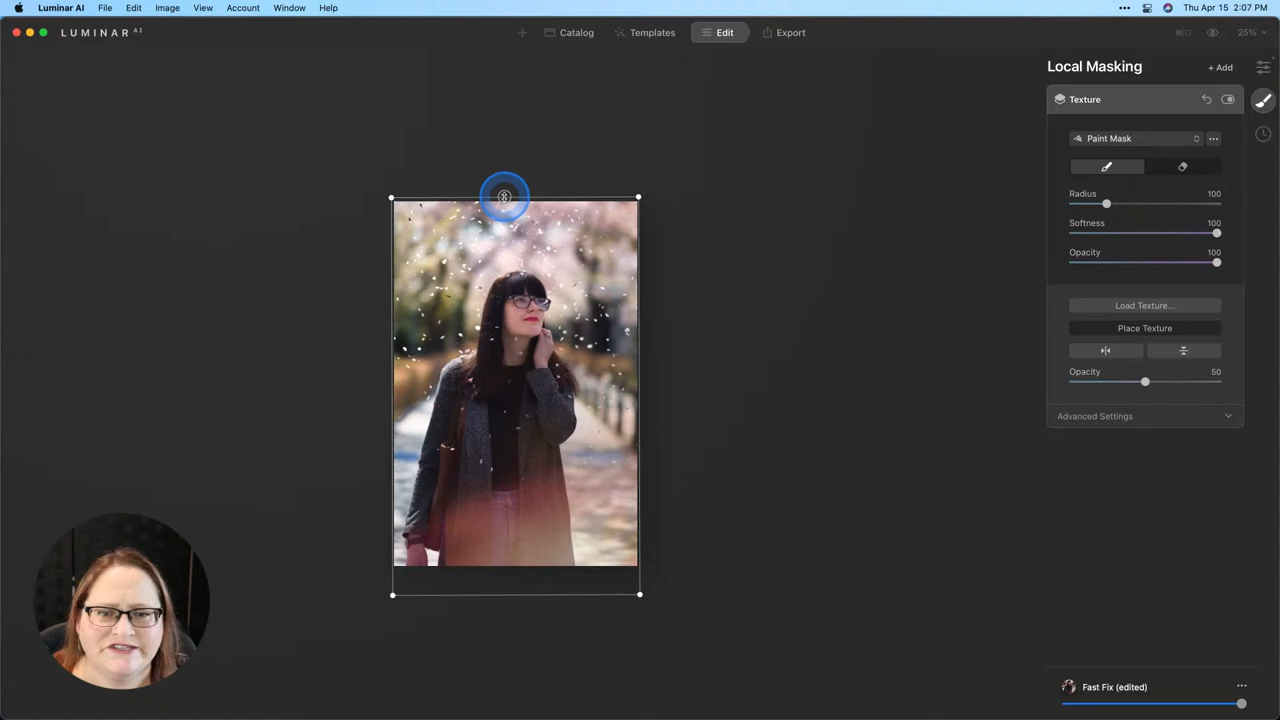 Luminar AI File Edit Image View Account Window Help ••• Thu Apr 15 2:07 PM
LUMINAR AI + Catalog Templates Edit Export 25%
Local Masking + Add
Texture
Paint Mask
Radius 100
Softness 100
Opacity 100
Load Texture...
Place Texture
Opacity 50
Advanced Settings
Fast Fix (edited) ...